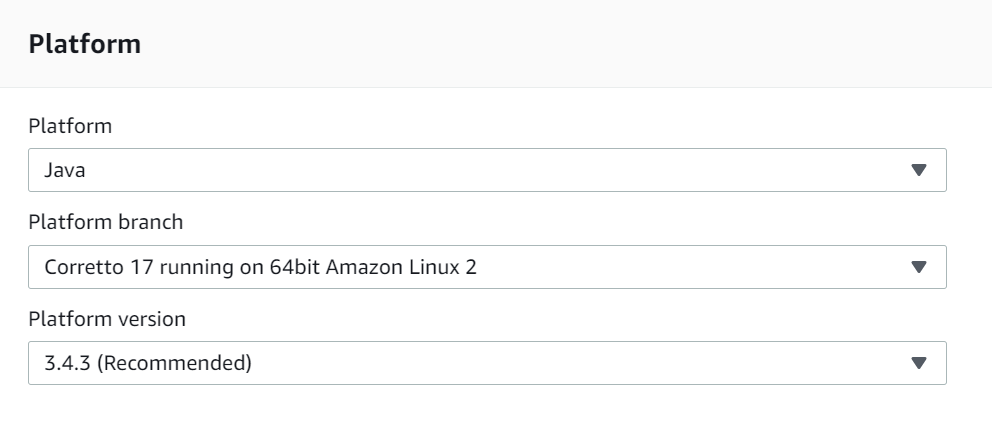 Platform
Platform
Java
Platform branch
Corretto 17 running on 64bit Amazon Linux 2
Platform version
3.4.3 (Recommended)